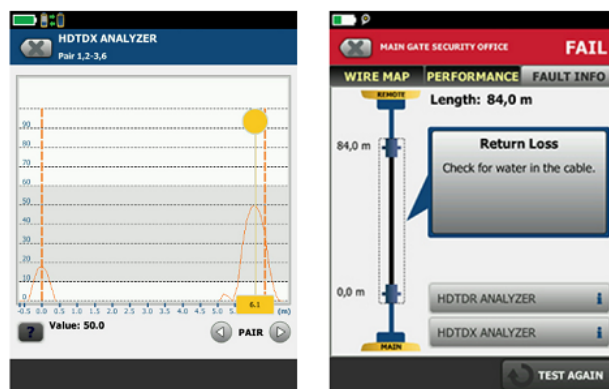 HDTDX ANALYZER
Pair 1,2-3,6
90
80
70
60
50
40
30
20
10
0
-0.5 0.0 0.5 1.0 1.5 2.0 2.5 3.0 3.5 4.0 4.5 5.0 5. 6.1 (m)
? Value: 50.0
PAIR
MAIN GATE SECURITY OFFICE FAIL
WIRE MAP PERFORMANCE FAULT INFO
REMOTE
Length: 84,0 m
84,0 m
Return Loss
Check for water in the cable.
0,0 m
HDTDR ANALYZER i
HDTDX ANALYZER i
MAIN
TEST AGAIN